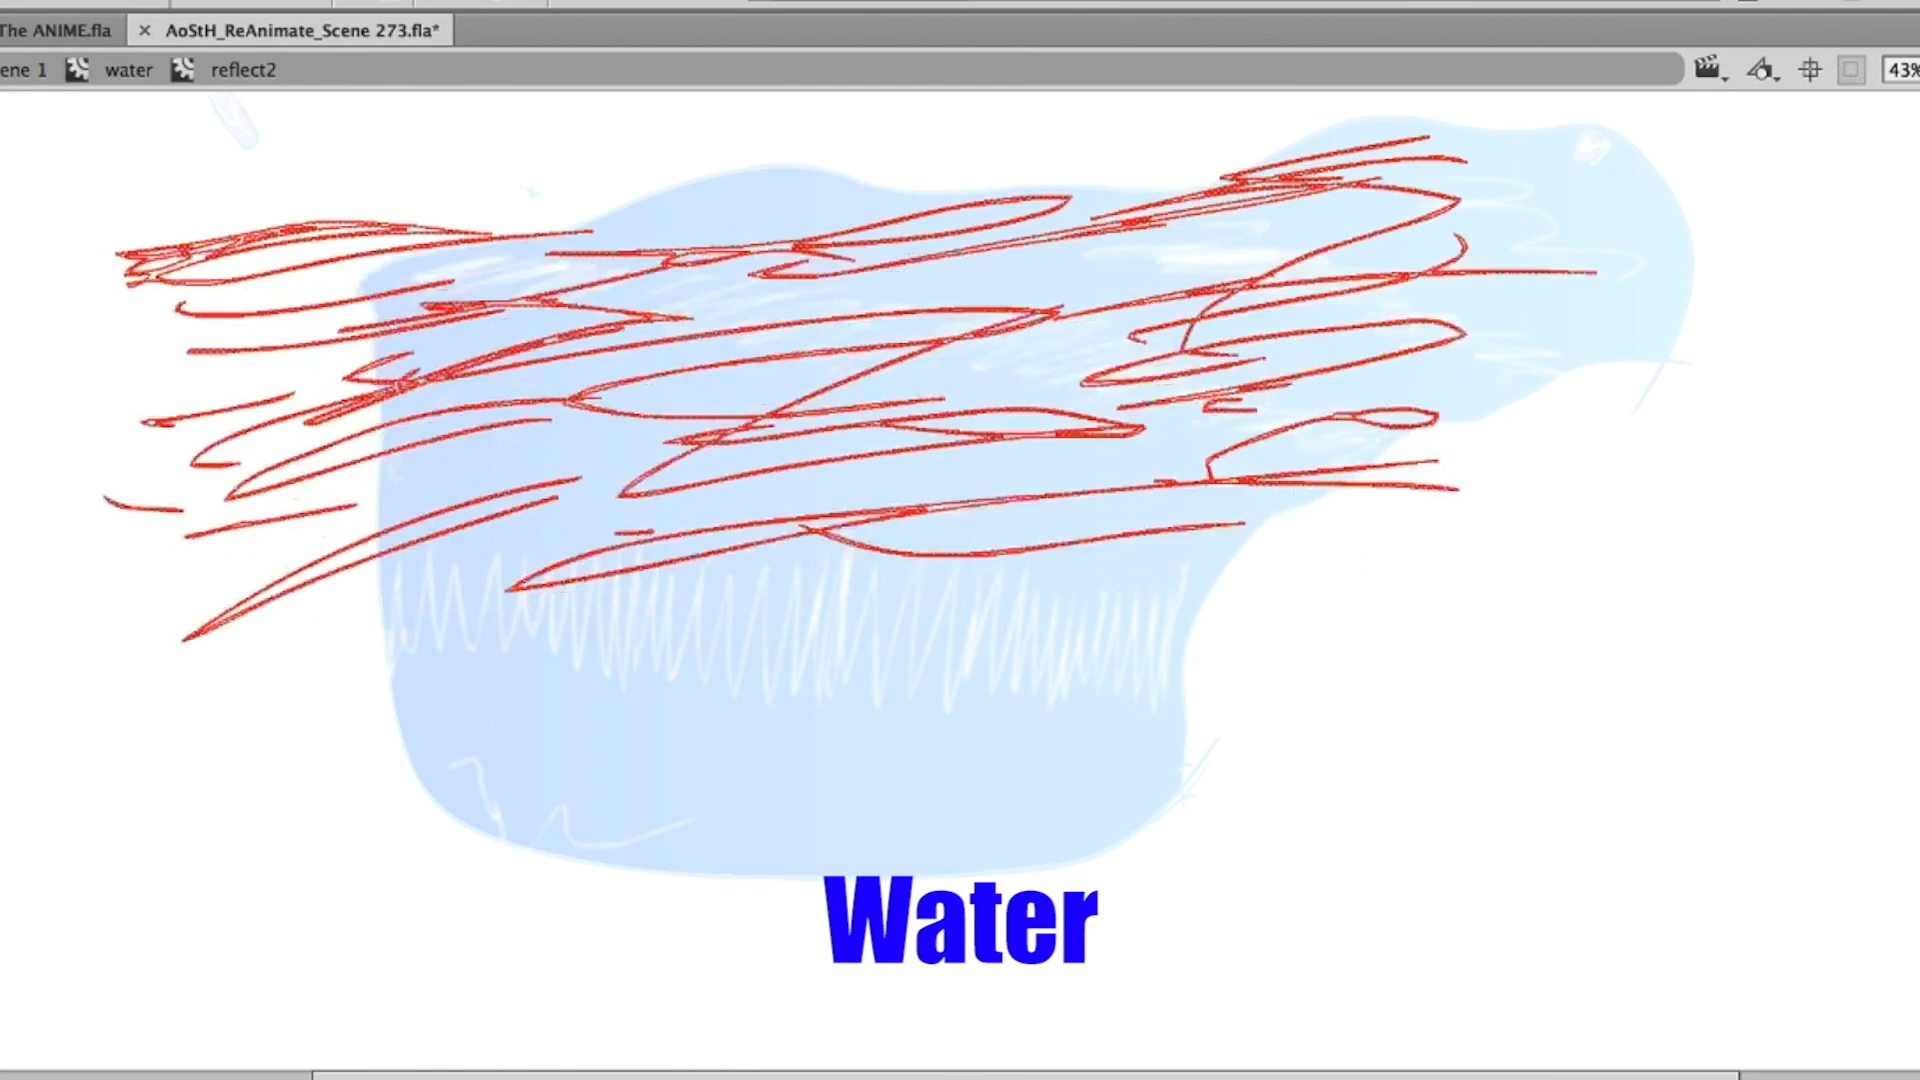 The ANIME.fla × AoStH_ReAnimate_Scene 273.fla*
ene 1 water reflect2 43%
Water